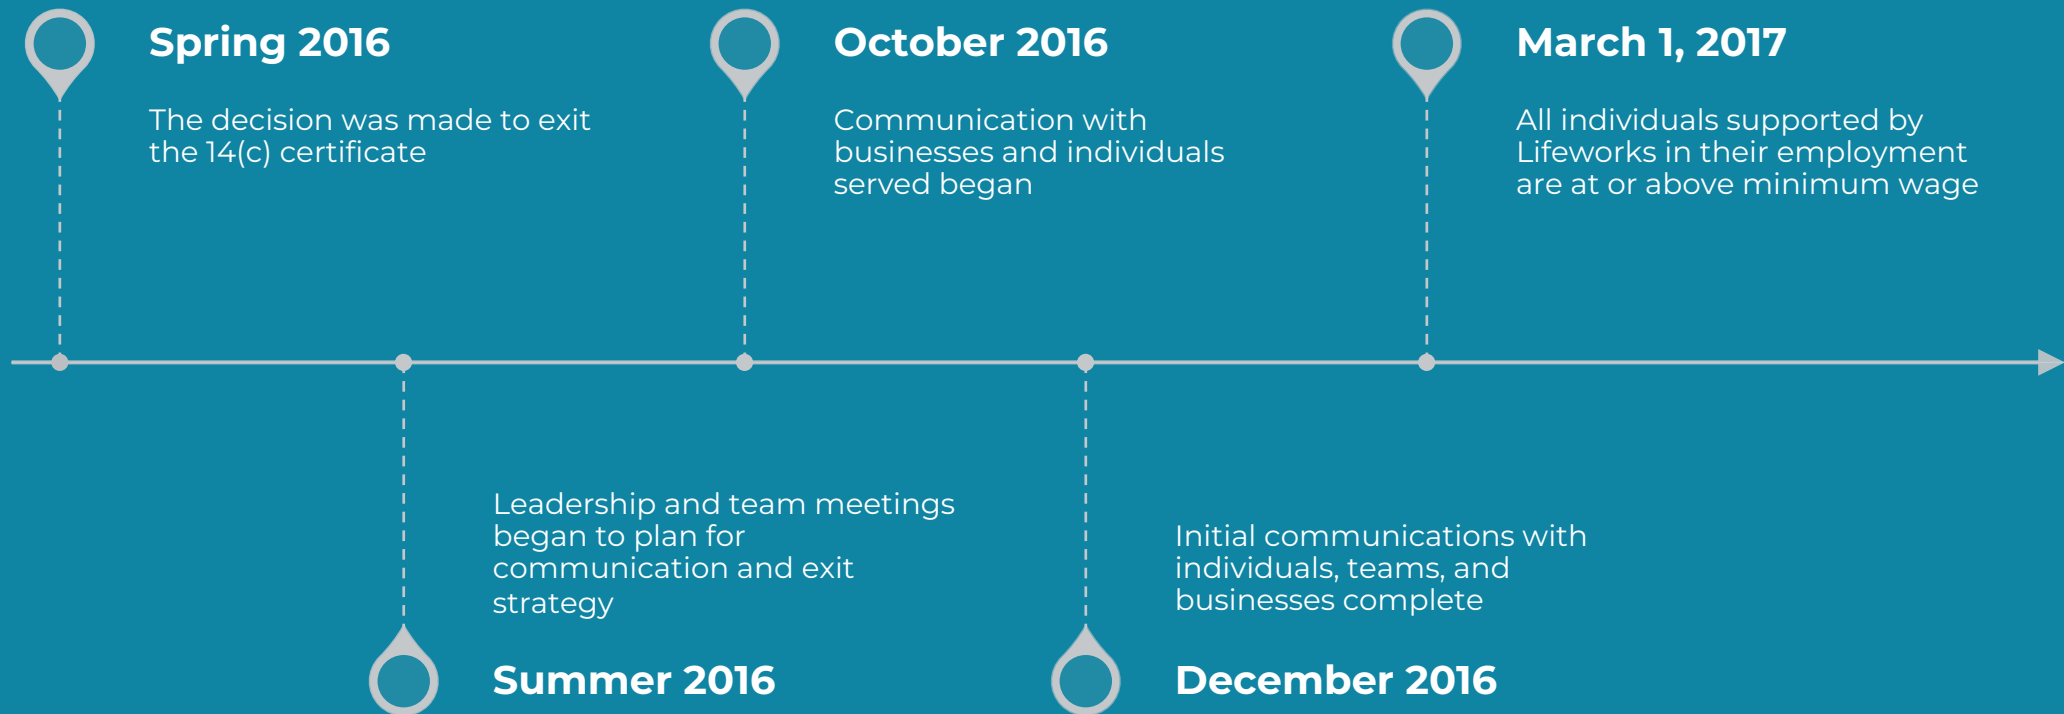 Spring 2016
The decision was made to exit
the 14(c) certificate
October 2016
Communication with
businesses and individuals
served began
March 1, 2017
All individuals supported by
Lifeworks in their employment
are at or above minimum wage
Leadership and team meetings
began to plan for
communication and exit
strategy
Summer 2016
Initial communications with
individuals, teams, and
businesses complete
December 2016